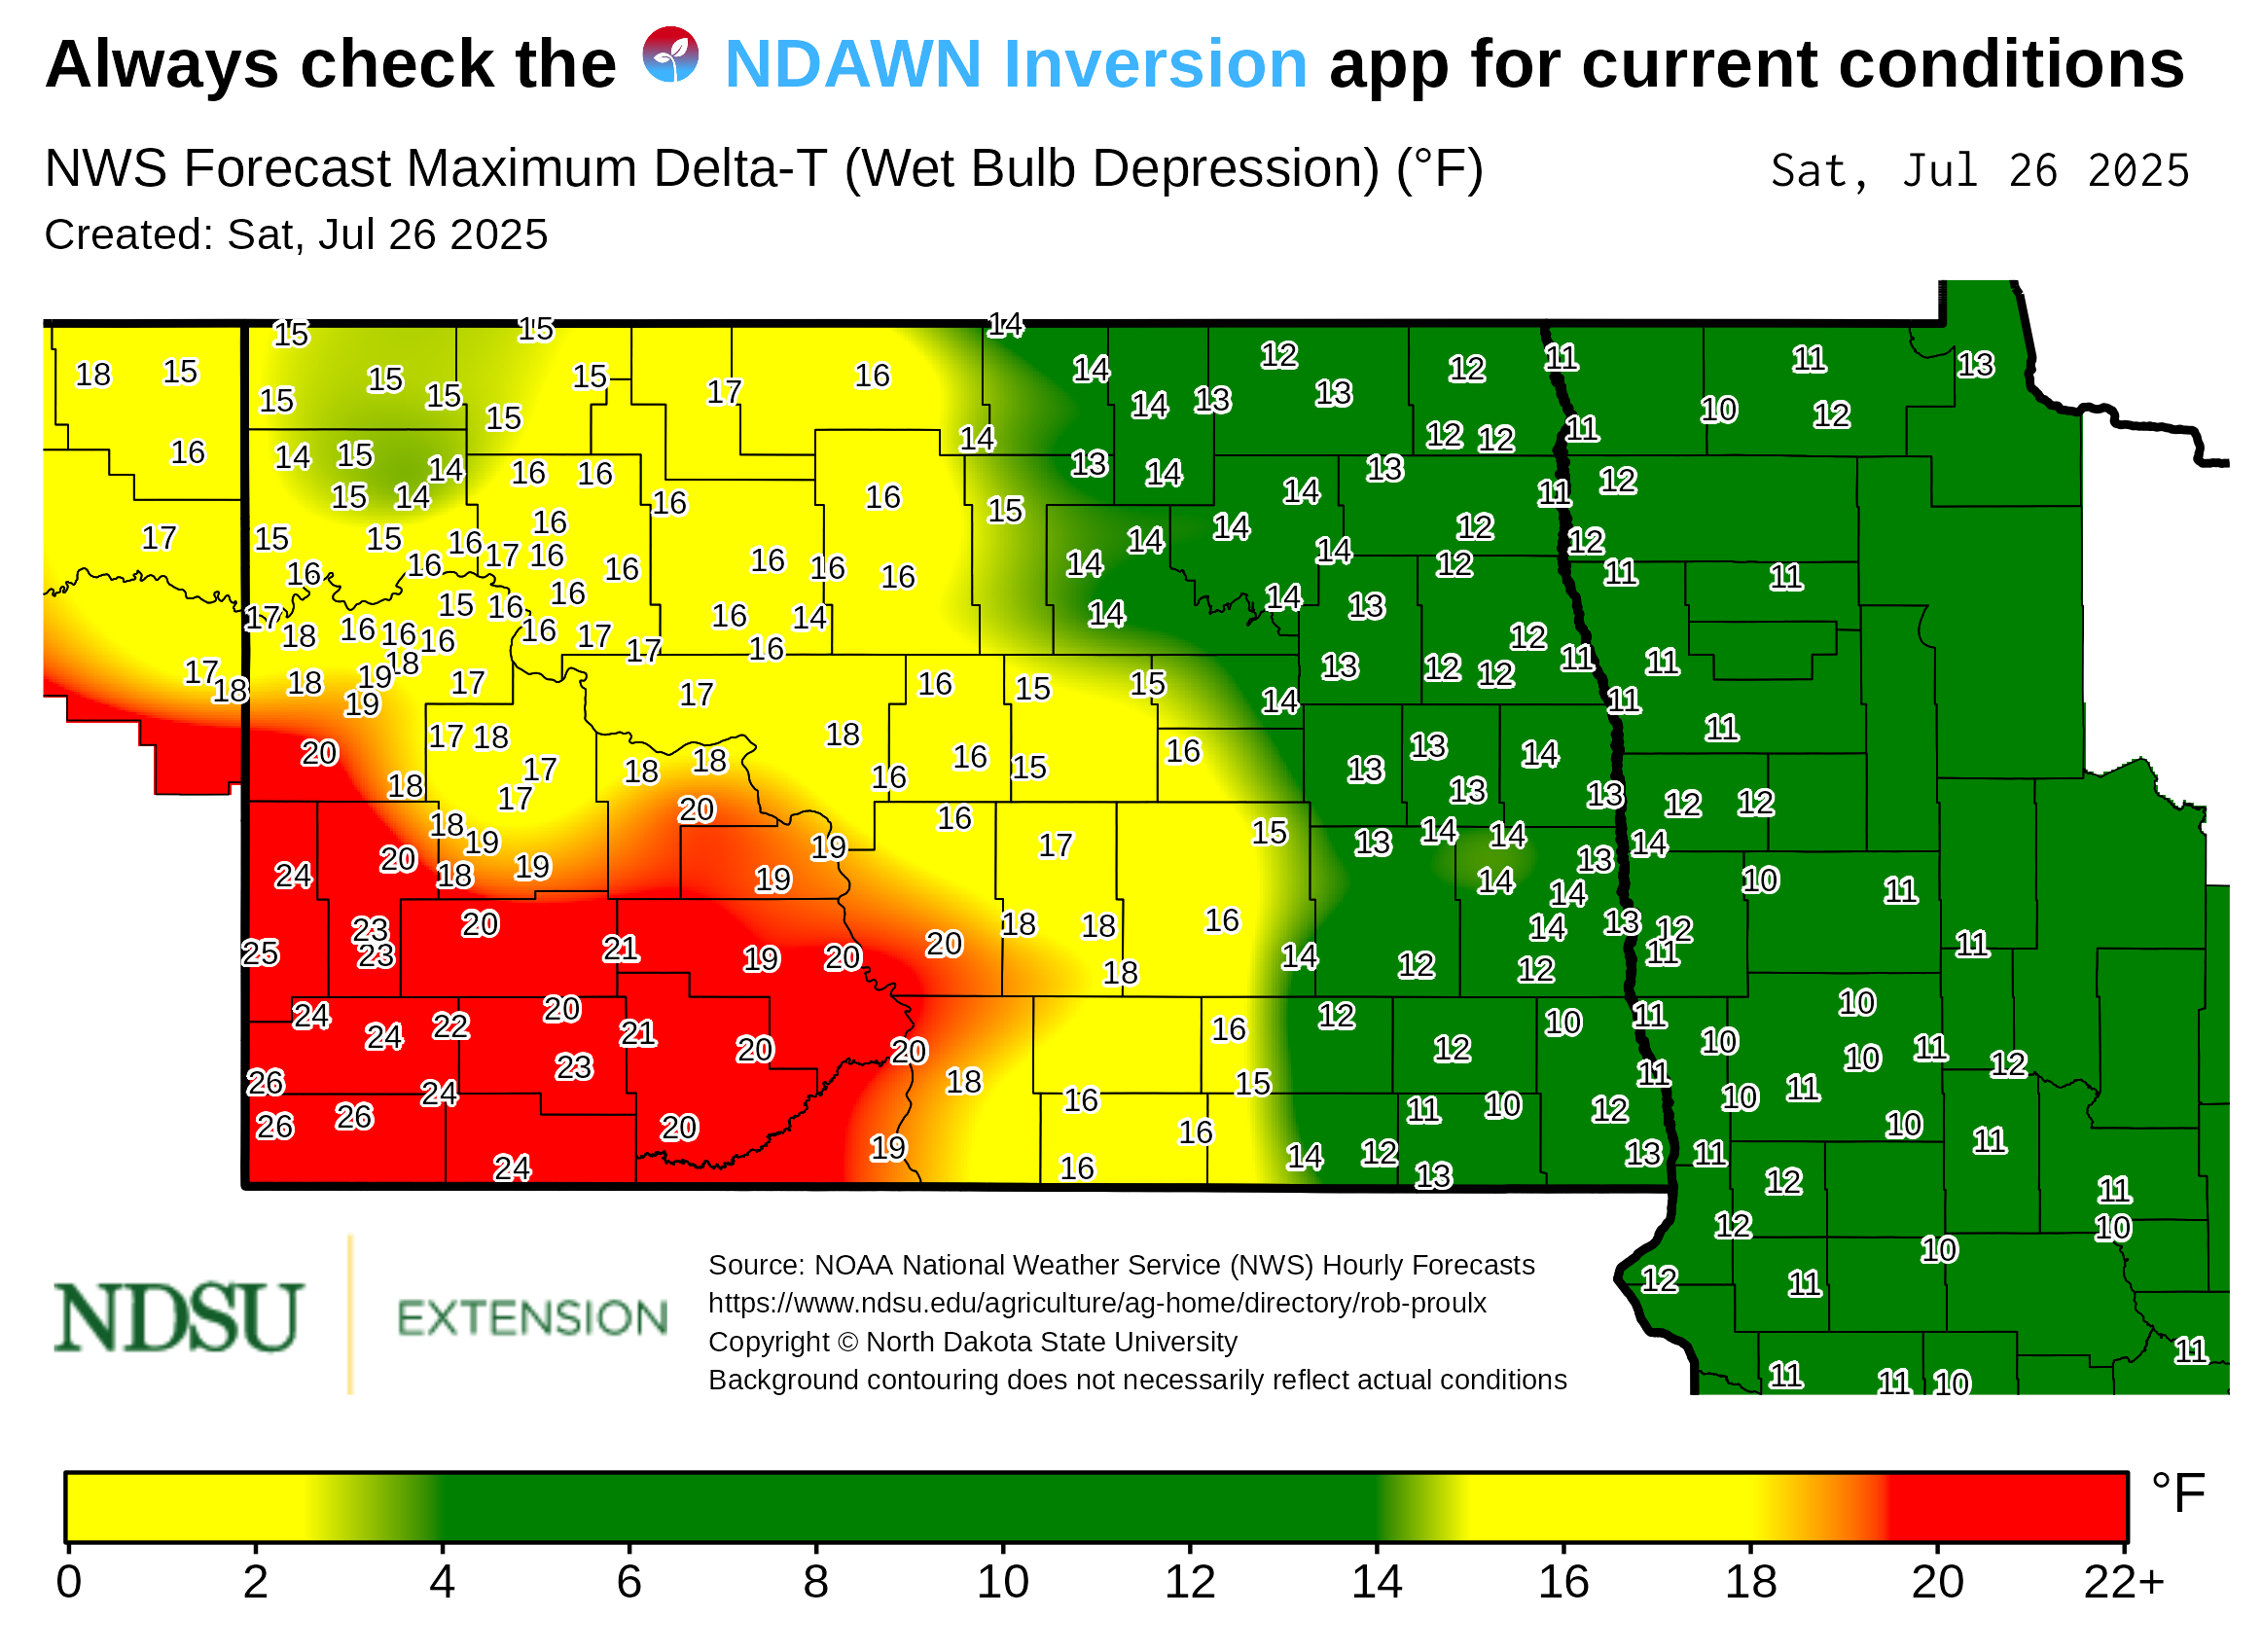 Always check the NDAWN Inversion app for current conditions
NWS Forecast Maximum Delta-T (Wet Bulb Depression) (°F) Sat, Jul 26 2025
Created: Sat, Jul 26 2025
15 15 14
18 15 15 15 15 17 16 14 12 12 11 11 13
15 15 15 14 13 13 10 12
16 14 15 14 16 16 14 13 14 13 12 12 11 12
15 14 16 16 15 14 11
17 15 15 16 16 17 16 16 16 16 16 14 14 14 14 12 12 12
16 16 15 16 16 16 14 16 14 14 13 11 11
17 18 16 16 16 16 17 17 16 13 12 12 12 11 11
17 18 18 19 18 19 17 17 16 15 15 14 11
20 17 18 17 18 18 18 16 16 15 16 13 13 14 11
18 17 20 16 13 13 12 12
24 20 18 19 18 19 19 19 17 15 13 14 14 14 13 14 10 11
25 23 23 20 21 19 20 20 18 18 18 16 14 12 14 14 12 13 12 11 11
24 24 22 20 21 20 20 16 12 12 10 11 10 10
26 24 23 18 16 15 11 10 12 11 10 11 10 11 12
26 26 24 20 19 16 16 14 12 13 13 11 12 10 11
12 12 11 10 11 10
11 11 10 11
NDSU EXTENSION
Source: NOAA National Weather Service (NWS) Hourly Forecasts
https://www.ndsu.edu/agriculture/ag-home/directory/rob-proulx
Copyright © North Dakota State University
Background contouring does not necessarily reflect actual conditions
°F
0 2 4 6 8 10 12 14 16 18 20 22+